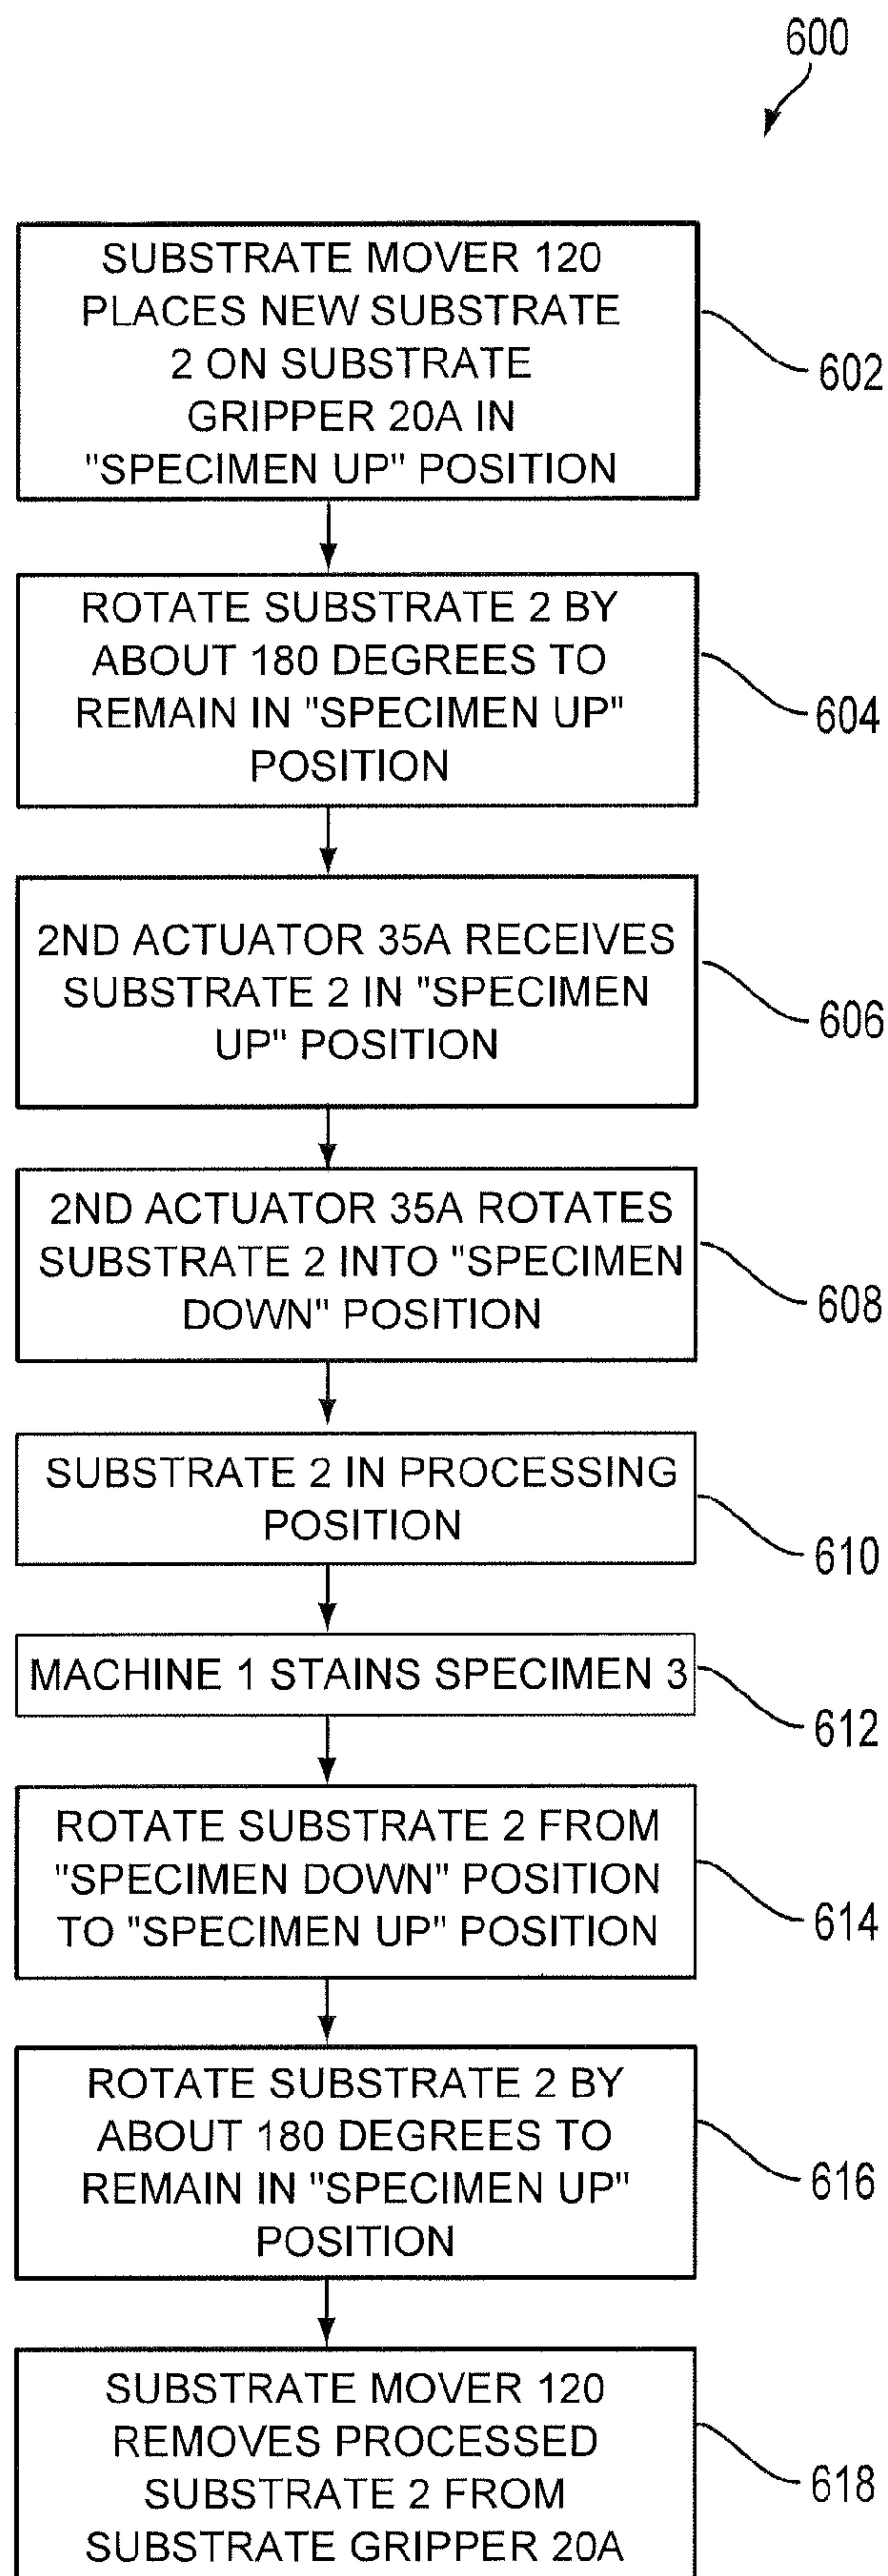 600
SUBSTRATE MOVER 120
PLACES NEW SUBSTRATE
2 ON SUBSTRATE
GRIPPER 20A IN
"SPECIMEN UP" POSITION
602
ROTATE SUBSTRATE 2 BY
ABOUT 180 DEGREES TO
REMAIN IN "SPECIMEN UP"
POSITION
604
2ND ACTUATOR 35A RECEIVES
SUBSTRATE 2 IN "SPECIMEN
UP" POSITION
606
2ND ACTUATOR 35A ROTATES
SUBSTRATE 2 INTO "SPECIMEN
DOWN" POSITION
608
SUBSTRATE 2 IN PROCESSING
POSITION
610
MACHINE 1 STAINS SPECIMEN 3
612
ROTATE SUBSTRATE 2 FROM
"SPECIMEN DOWN" POSITION
TO "SPECIMEN UP" POSITION
614
ROTATE SUBSTRATE 2 BY
ABOUT 180 DEGREES TO
REMAIN IN "SPECIMEN UP"
POSITION
616
SUBSTRATE MOVER 120
REMOVES PROCESSED
SUBSTRATE 2 FROM
SUBSTRATE GRIPPER 20A
618